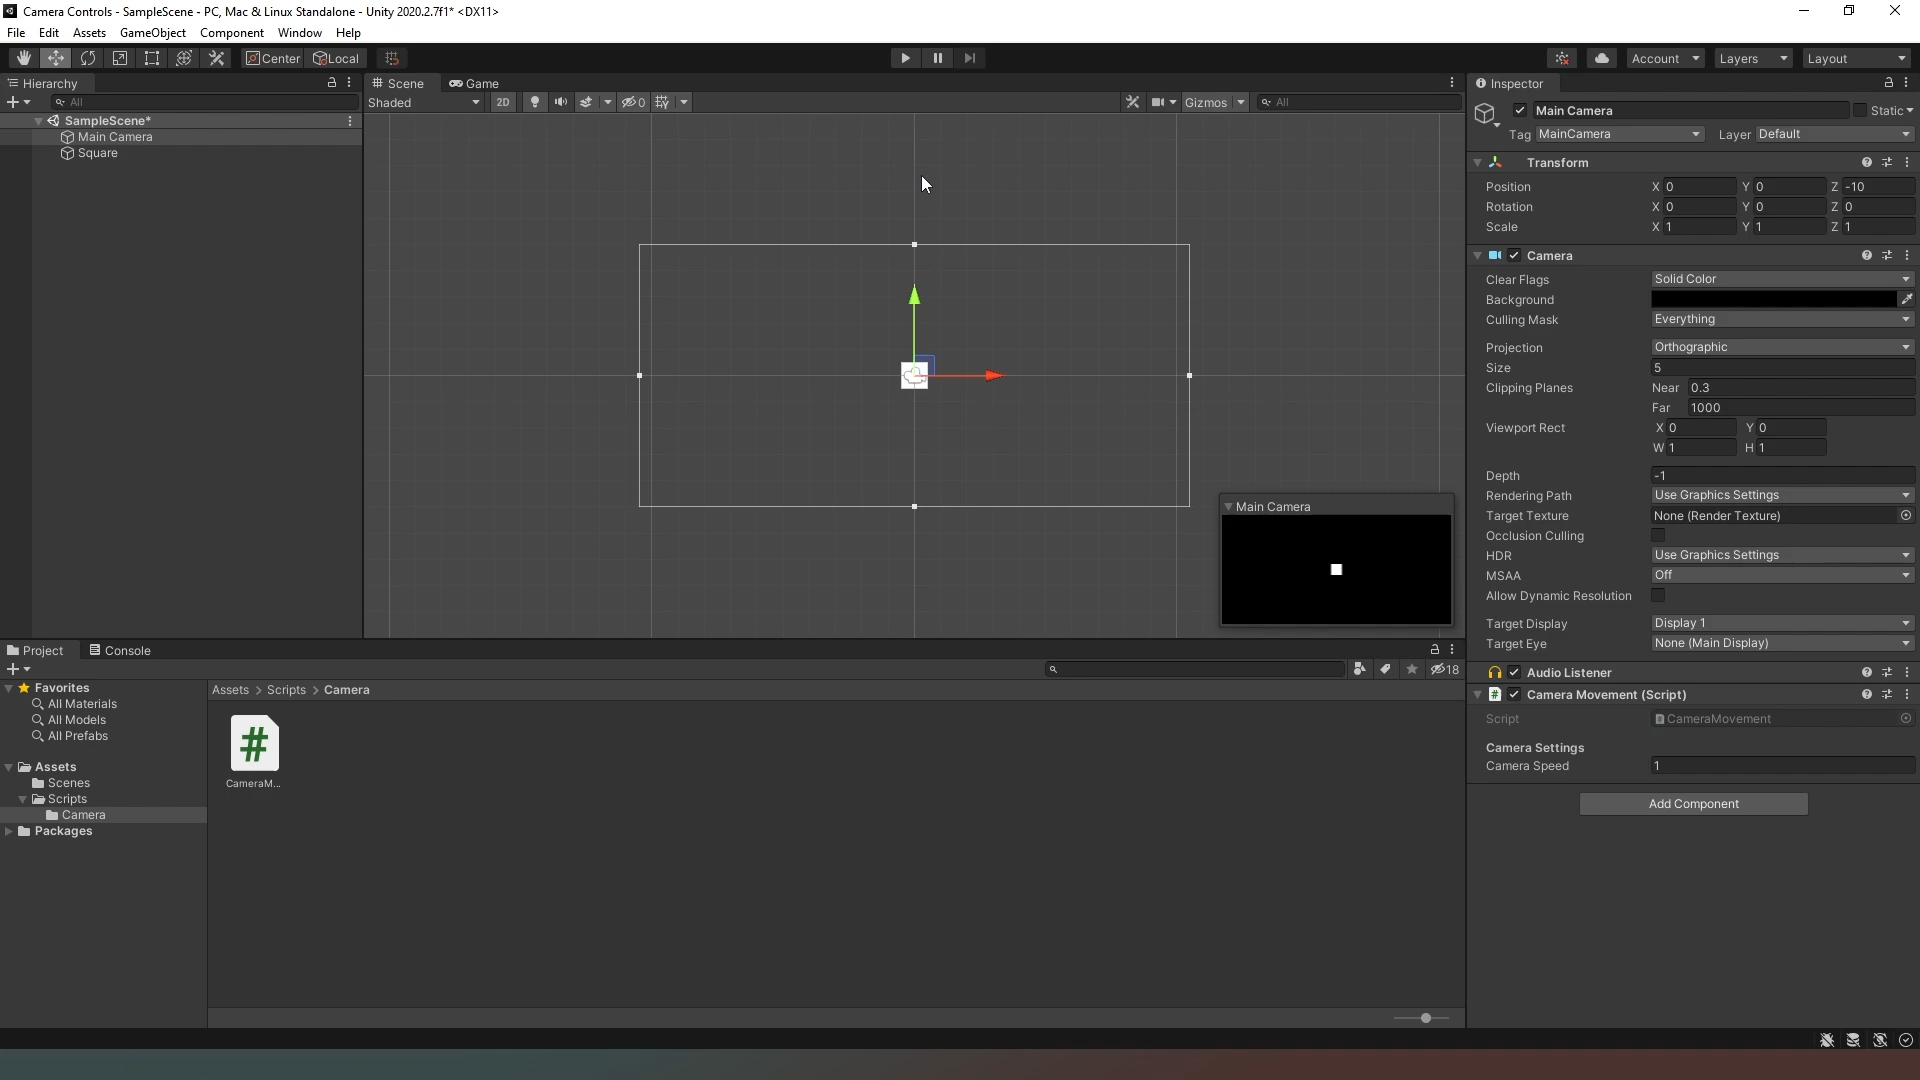 Camera Controls - SampleScene - PC, Mac & Linux Standalone - Unity 2020.2.7f1* <DX11>
File Edit Assets GameObject Component Window Help
Center Local Account Layers Layout
Hierarchy
All
SampleScene*
Main Camera
Square
Scene Game
Shaded 2D 0 Gizmos All
Main Camera
Inspector
Main Camera Static
Tag MainCamera Layer Default
Transform
Position X 0 Y 0 Z -10
Rotation X 0 Y 0 Z 0
Scale X 1 Y 1 Z 1
Camera
Clear Flags Solid Color
Background
Culling Mask Everything
Projection Orthographic
Size 5
Clipping Planes Near 0.3
Far 1000
Viewport Rect X 0 Y 0
W 1 H 1
Depth -1
Rendering Path Use Graphics Settings
Target Texture None (Render Texture)
Occlusion Culling
HDR Use Graphics Settings
MSAA Off
Allow Dynamic Resolution
Target Display Display 1
Target Eye None (Main Display)
Audio Listener
# Camera Movement (Script)
Script CameraMovement
Camera Settings
Camera Speed 1
Add Component
Project Console
18
Favorites
All Materials
All Models
All Prefabs
Assets
Scenes
Scripts
Camera
Packages
Assets > Scripts > Camera
#
CameraM...